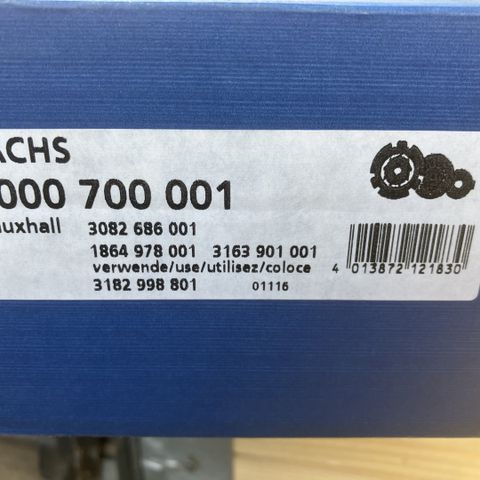 ACHS
000 700 001
auxhall 3082 686 001
1864 978 001 3163 901 001
verwende/use/utilisez/coloce
3182 998 801 01116
4 013872 121830